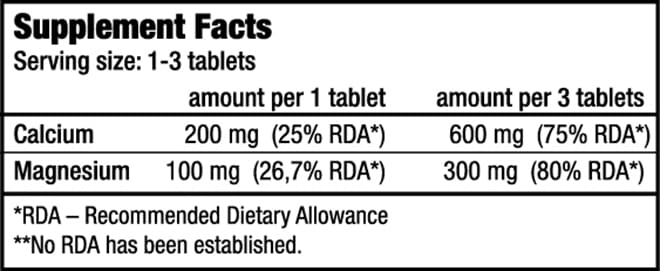 Supplement Facts
Serving size: 1-3 tablets
amount per 1 tablet amount per 3 tablets
Calcium 200 mg (25% RDA*) 600 mg (75% RDA*)
Magnesium 100 mg (26,7% RDA*) 300 mg (80% RDA*)
*RDA – Recommended Dietary Allowance
**No RDA has been established.